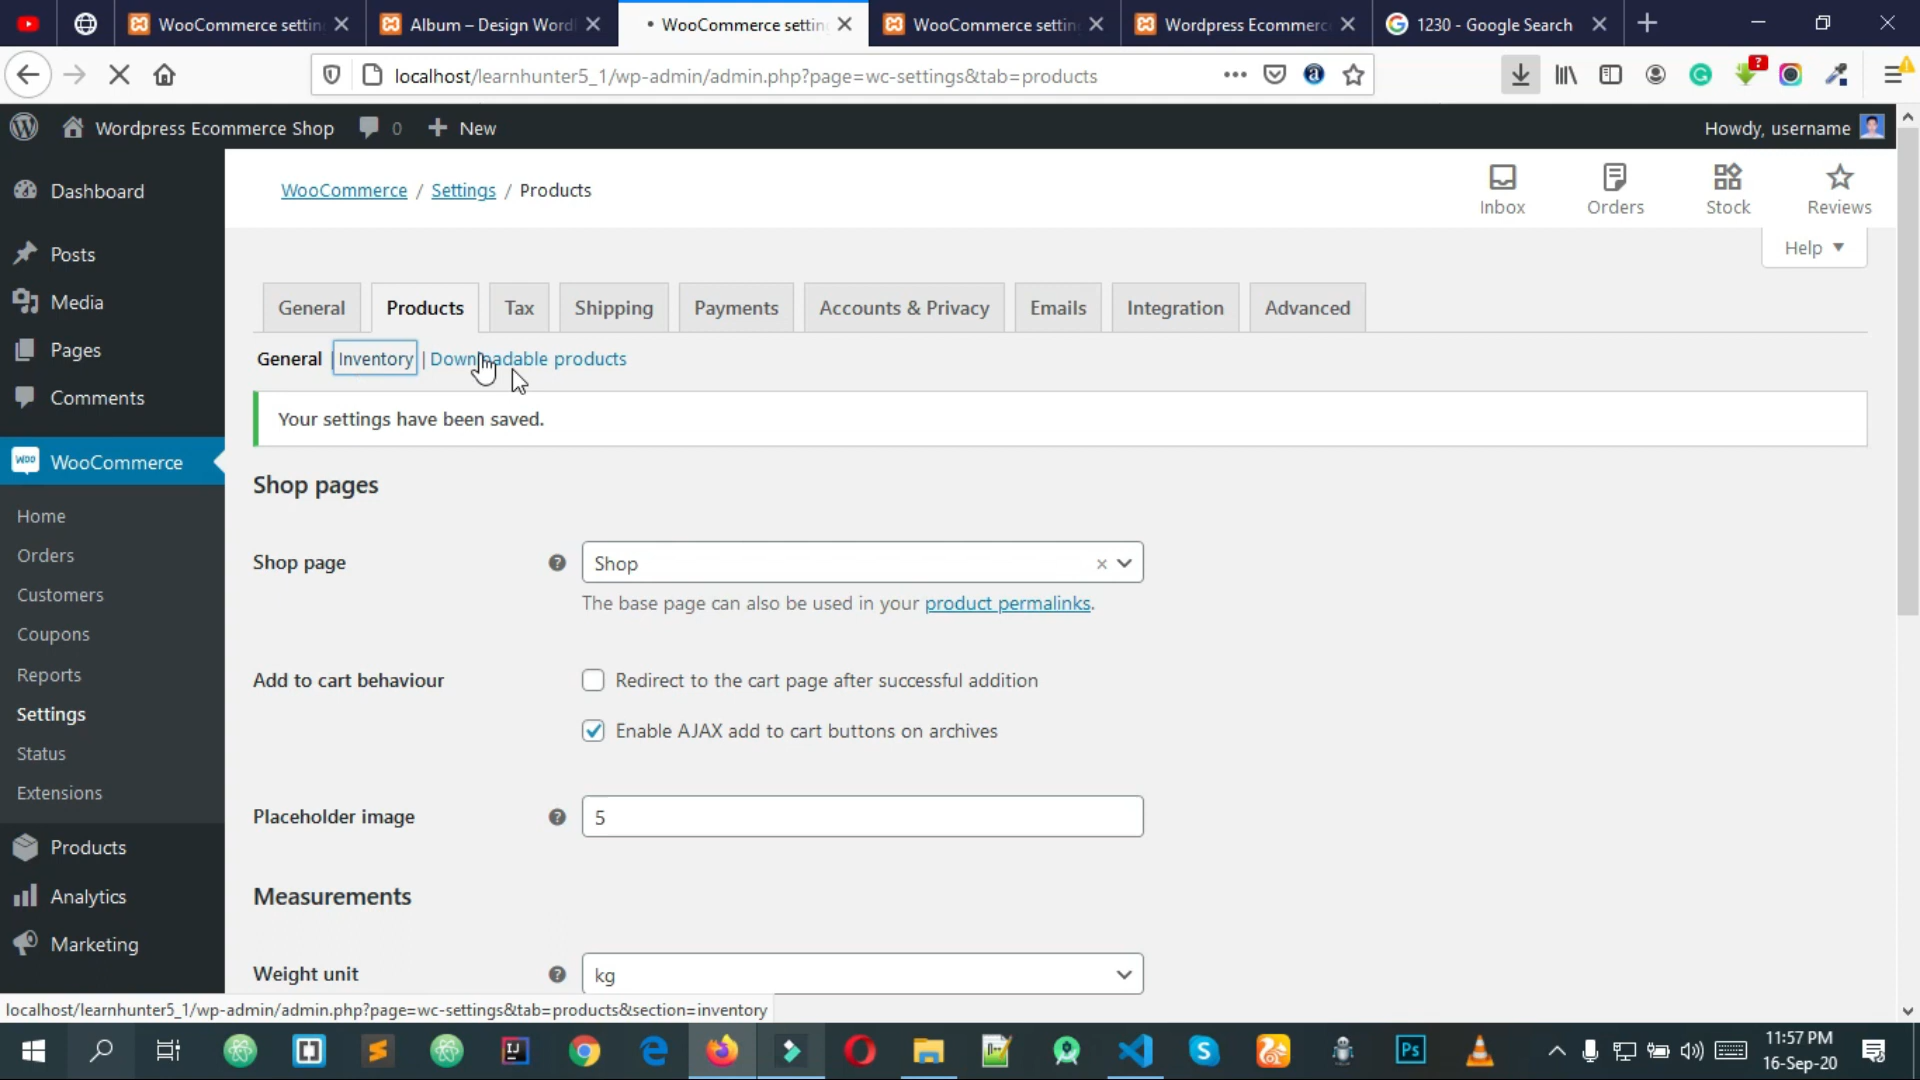 WooCommerce settin
Album – Design Word
WooCommerce settin
WooCommerce settin
Wordpress Ecommerc
1230 - Google Search
localhost/learnhunter5_1/wp-admin/admin.php?page=wc-settings&tab=products
Wordpress Ecommerce Shop 0 New Howdy, username
Dashboard
Posts
Media
Pages
Comments
WooCommerce
Home
Orders
Customers
Coupons
Reports
Settings
Status
Extensions
Products
Analytics
Marketing
WooCommerce / Settings / Products
Inbox Orders Stock Reviews
Help
General Products Tax Shipping Payments Accounts & Privacy Emails Integration Advanced
General | Inventory | Downloadable products
Your settings have been saved.
Shop pages
Shop page ? Shop ×
The base page can also be used in your product permalinks.
Add to cart behaviour Redirect to the cart page after successful addition
Enable AJAX add to cart buttons on archives
Placeholder image ? 5
Measurements
Weight unit ? kg
localhost/learnhunter5_1/wp-admin/admin.php?page=wc-settings&tab=products&section=inventory
11:57 PM
16-Sep-20